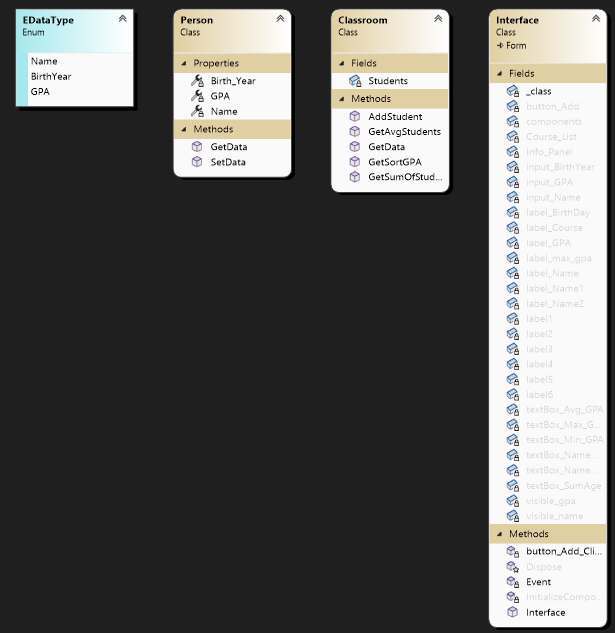 EDataType
Enum
Name
BirthYear
GPA
Person
Class
Properties
Birth_Year
GPA
Name
Methods
GetData
SetData
Classroom
Class
Fields
Students
Methods
AddStudent
GetAvgStudents
GetData
GetSortGPA
GetSumOfStud...
Interface
Class
Form
Fields
_class
button_Add
components
Course_List
Info_Panel
input_BirthYear
input_GPA
input_Name
label_BirthDay
label_Course
label_GPA
label_max_gpa
label_Name
label_Name1
label_Name2
label1
label2
label3
label4
label5
label6
textBox_Avg_GPA
textBox_Max_G...
textBox_Min_GPA
textBox_Name...
textBox_Name...
textBox_SumAge
visible_gpa
visible_name
Methods
button_Add_Cli...
Dispose
Event
InitializeCompo...
Interface